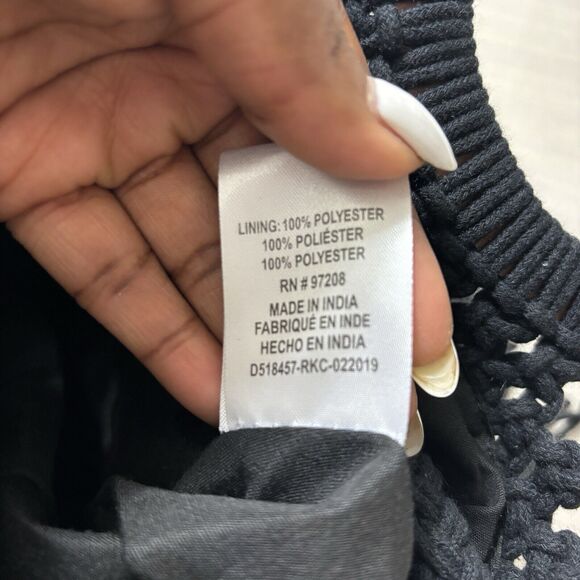 LINING: 100% POLYESTER
100% POLIÉSTER
100% POLYESTER
RN # 97208
MADE IN INDIA
FABRIQUÉ EN INDE
HECHO EN INDIA
D518457-RKC-022019